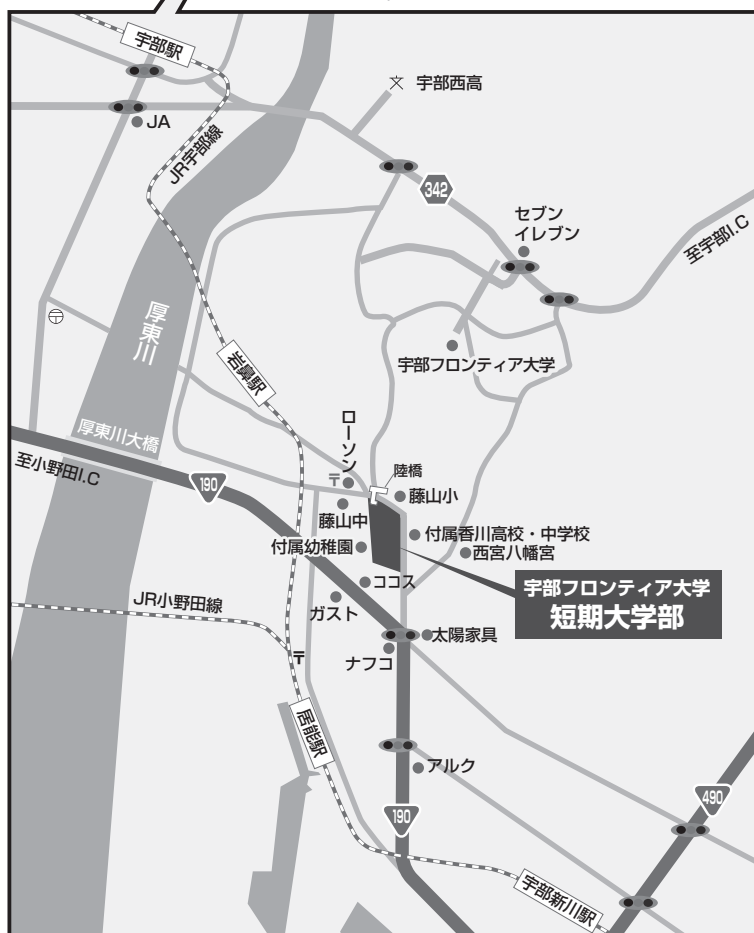 宇部駅
宇部西高
JA
JR宇部線
342
セブン
イレブン
至宇部I.C
〒
厚東川
宇部フロンティア大学
岩鼻駅
ローソン
厚東川大橋
陸橋
至小野田I.C
〒
190
藤山小
藤山中
付属香川高校・中学校
付属幼稚園
西宮八幡宮
ココス
宇部フロンティア大学
短期大学部
JR小野田線
ガスト
太陽家具
〒
ナフコ
居能駅
アルク
490
190
宇部新川駅